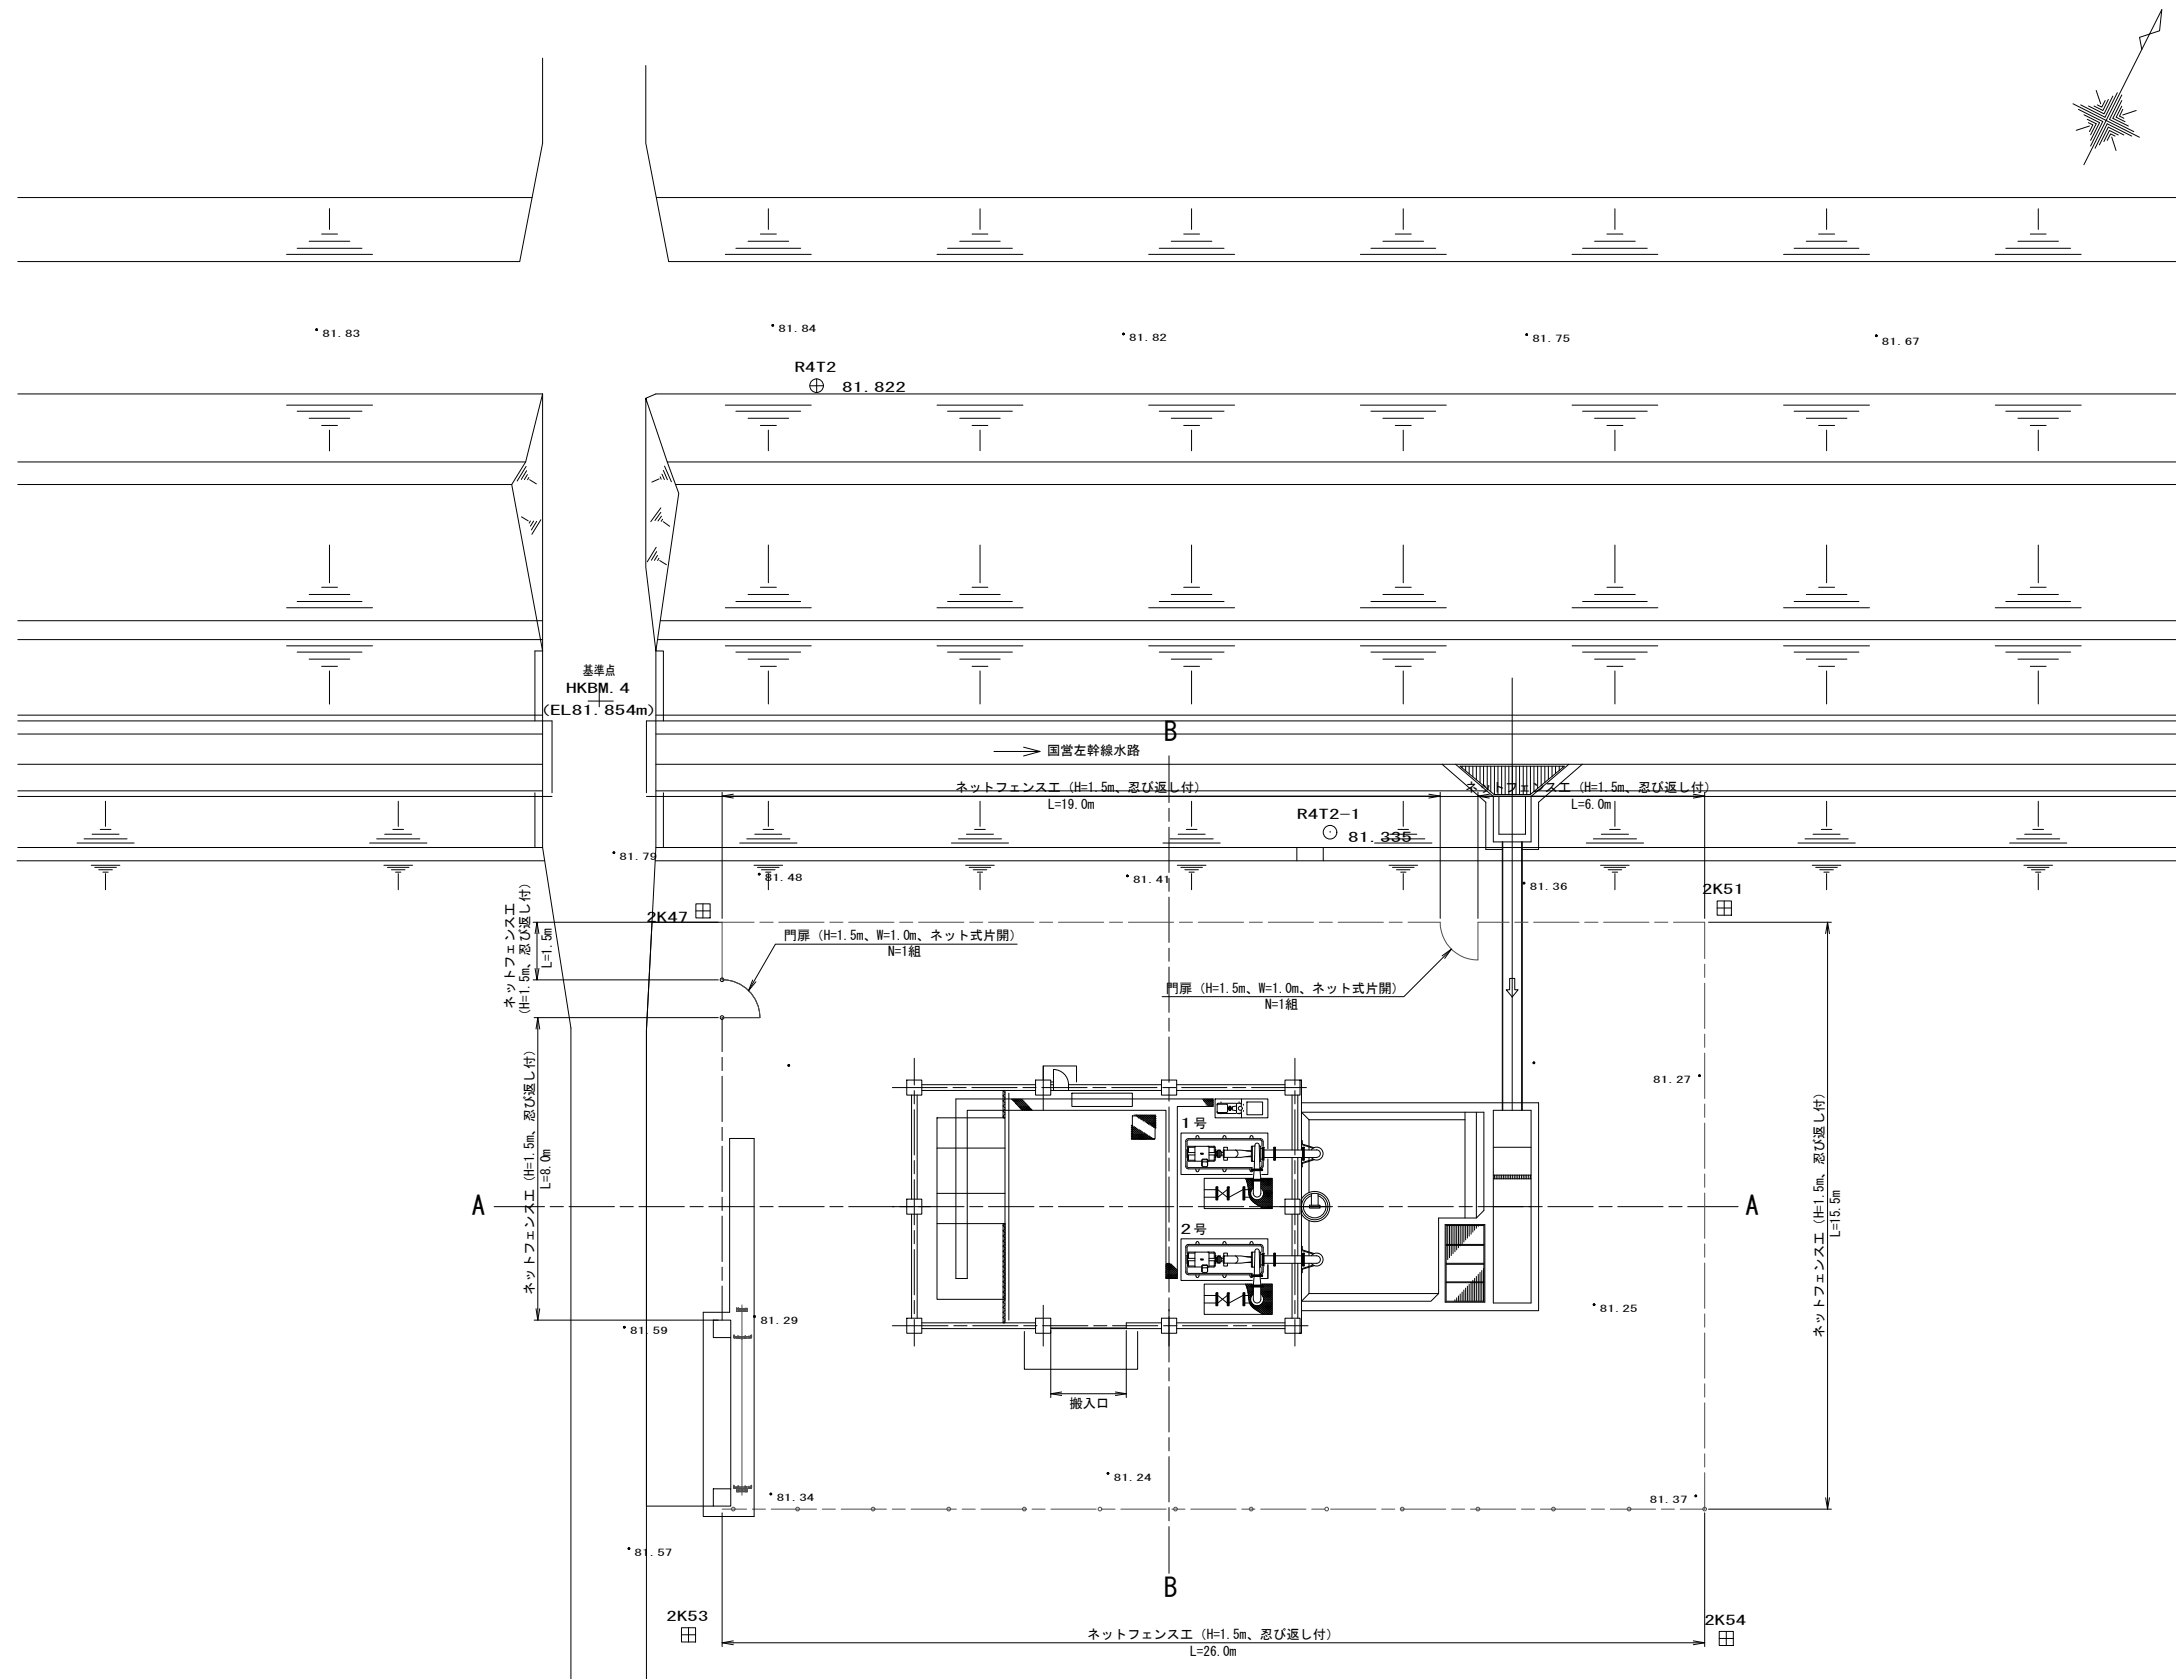 81.83
81.84
81.82
81.75
81.67
R4T2
81.822
基準点
HKBM.4
(EL81.854m)
B
国営左幹線水路
ネットフェンス工 (H=1.5m、忍び返し付)
L=19.0m
ネットフェンス工 (H=1.5m、忍び返し付)
L=6.0m
R4T2-1
81.335
81.79
81.48
81.41
81.36
2K51
2K47
ネットフェンス工
(H=1.5m、忍び返し付)
L=1.5m
門扉 (H=1.5m、W=1.0m、ネット式片開)
N=1組
門扉 (H=1.5m、W=1.0m、ネット式片開)
N=1組
81.27
ネットフェンス工 (H=1.5m、忍び返し付)
L=8.0m
1号
A
A
2号
ネットフェンス工 (H=1.5m、忍び返し付)
L=15.5m
81.59
81.29
81.25
搬入口
81.24
81.34
81.37
81.57
B
2K53
2K54
ネットフェンス工 (H=1.5m、忍び返し付)
L=26.0m